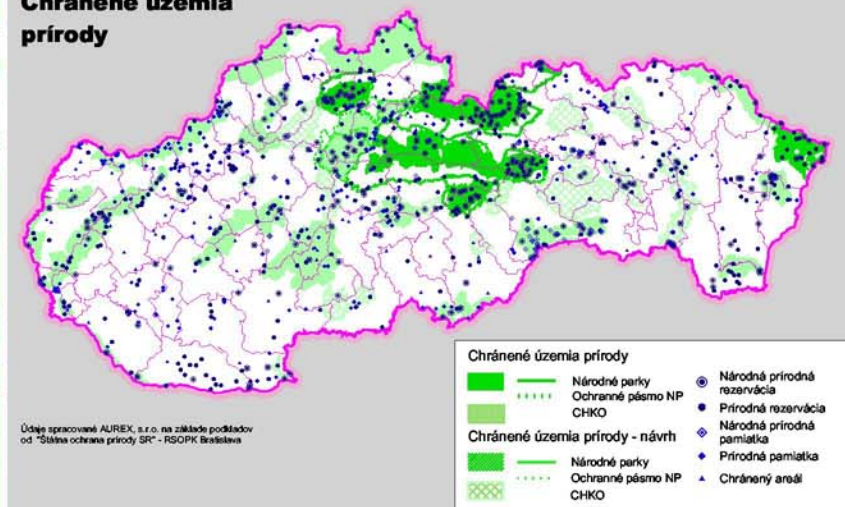 Chránené územia
prírody
Údaje spracované AUREX, s.r.o. na základe podkladov
od "Štátna ochrana prírody SR" - RSOPK Bratislava
Chránené územia prírody
Národné parky
Ochranné pásmo NP
CHKO
Chránené územia prírody - návrh
Národné parky
Ochranné pásmo NP
CHKO
Národná prírodná
rezervácia
Prírodná rezervácia
Národná prírodná
pamiatka
Prírodná pamiatka
Chránený areál